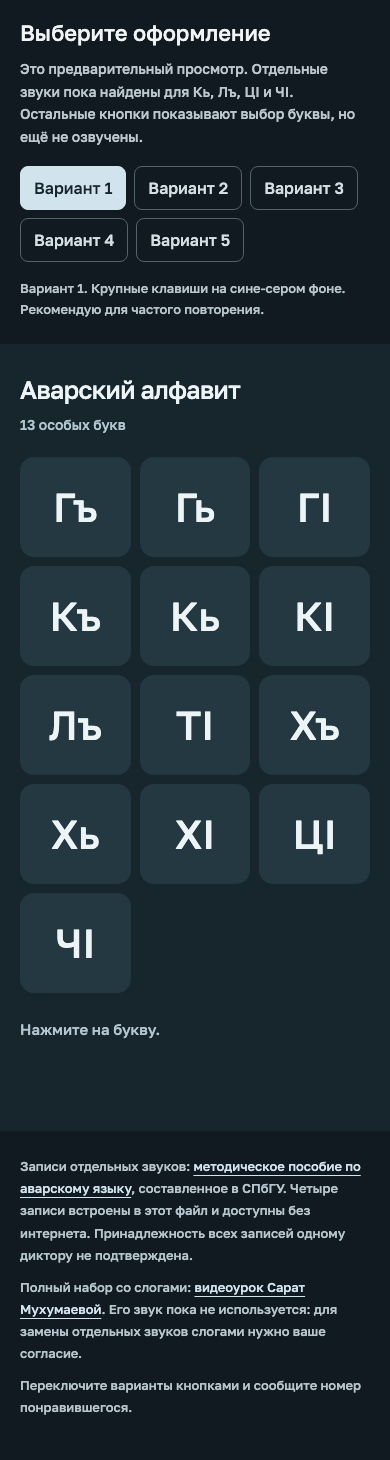 Выберите оформление
Это предварительный просмотр. Отдельные
звуки пока найдены для Кь, Лъ, ЦӀ и ЧӀ.
Остальные кнопки показывают выбор буквы, но
ещё не озвучены.
Вариант 1 Вариант 2 Вариант 3
Вариант 4 Вариант 5
Вариант 1. Крупные клавиши на сине-сером фоне.
Рекомендую для частого повторения.
Аварский алфавит
13 особых букв
Гъ Гь ГӀ
Къ Кь КӀ
Лъ ТӀ Хъ
Хь ХӀ ЦӀ
ЧӀ
Нажмите на букву.
Записи отдельных звуков: методическое пособие по
аварскому языку, составленное в СПбГУ. Четыре
записи встроены в этот файл и доступны без
интернета. Принадлежность всех записей одному
диктору не подтверждена.
Полный набор со слогами: видеоурок Сарат
Мухумаевой. Его звук пока не используется: для
замены отдельных звуков слогами нужно ваше
согласие.
Переключите варианты кнопками и сообщите номер
понравившегося.